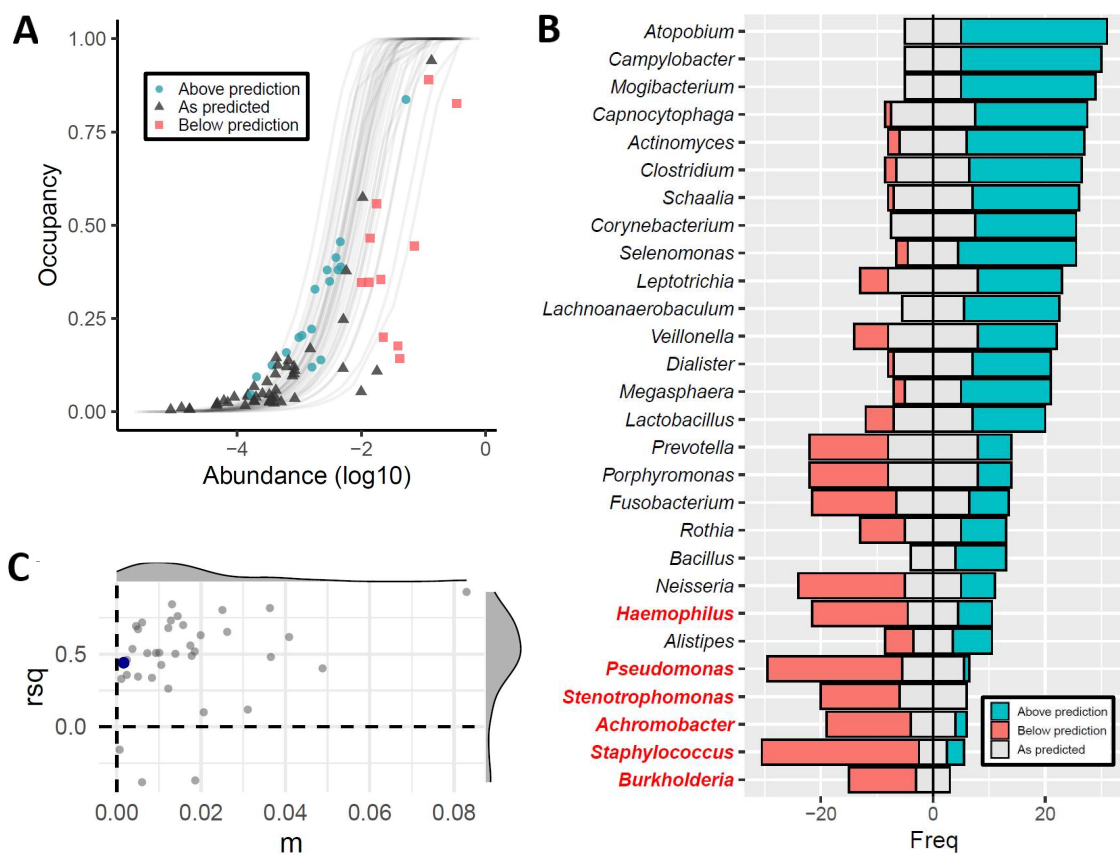 A
1.00
0.75
0.50
0.25
0.00
Occupancy
Above prediction
As predicted
Below prediction
−4
−2
0
Abundance (log10)
B
Atopobium
Campylobacter
Mogibacterium
Capnocytophaga
Actinomyces
Clostridium
Schaalia
Corynebacterium
Selenomonas
Leptotrichia
Lachnoanaerobaculum
Veillonella
Dialister
Megasphaera
Lactobacillus
Prevotella
Porphyromonas
Fusobacterium
Rothia
Bacillus
Neisseria
Haemophilus
Alistipes
Pseudomonas
Stenotrophomonas
Achromobacter
Staphylococcus
Burkholderia
Above prediction
Below prediction
As predicted
−20
0
20
Freq
C
0.5
0.0
rsq
0.00
0.02
0.04
0.06
0.08
m